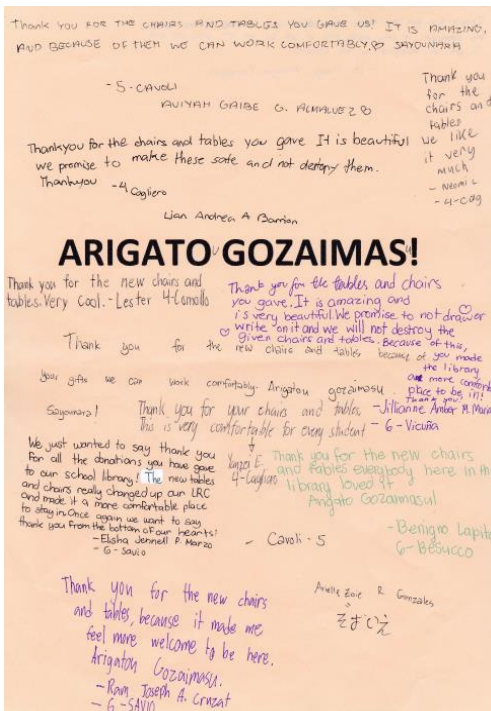 Thank you FOR THE CHAIRS AND TABLES YOU GAVE US! IT IS AMAZING,
AND BECAUSE OF THEM WE CAN WORK COMFORTABLY. SAYOUNARA
-5-CAVOLI
AVIYAH GAIBE G. ALMALVEZ
Thank you
for the
chairs and
tables
we like
it very
much
- Naomi L
- 4-Cag
Thankyou for the chairs and tables you gave It is beautiful
we promise to make these safe and not destory them.
Thankyou -4 Cagliero
Lian Andrea A Barrion
ARIGATO GOZAIMAS!
Thank you for the new chairs and
tables. Very Cool. - Lester 4-Comollo
Thank you for the tables and chairs
you gave. It is amazing and
is very beautiful. We promise to not draw or
write on it and we will not destroy the
given chairs and tables. Because of this,
you made
the library
a more comfortable
place to be in!
Thank you!
- Jillianne Amber M. Maria
- 6 - Vicuña
Thank you for the new chairs and tables because of
your gifts we can work comfortably. Arigatou gozaimasu.
Sayounara!
Thank you for your chairs and tables.
This is very comfortable for every student
E.
4-Cagliero
We just wanted to say thank you
For all the donations you have gave
to our school library! The new tables
and chairs really changed up our LRC
and made it a more comfortable place
to stay in. Once again we want to say
thank you from the bottom of our hearts!
- Elisha Jennell P. Marzo
- 6 - Savio
- Cavoli - 5
Thank you for the new chairs
and tables everybody here in the
library loved it
Arigato Gozaimasu!
- Benigno Lapita
6 - Besucco
Thank you for the new chairs
and tables, because it made me
feel more welcome to be here.
Arigatou Gozaimasu.
- Ram Joseph A. Cruzat
- 6 - SAVIO
Arielle Zoie R. Gonzales